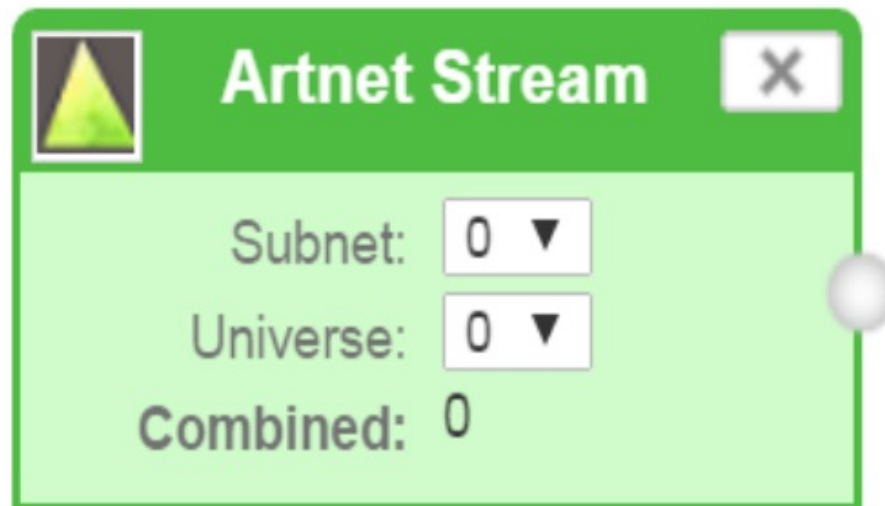 Artnet Stream ×
Subnet: 0 ▼
Universe: 0 ▼
Combined: 0